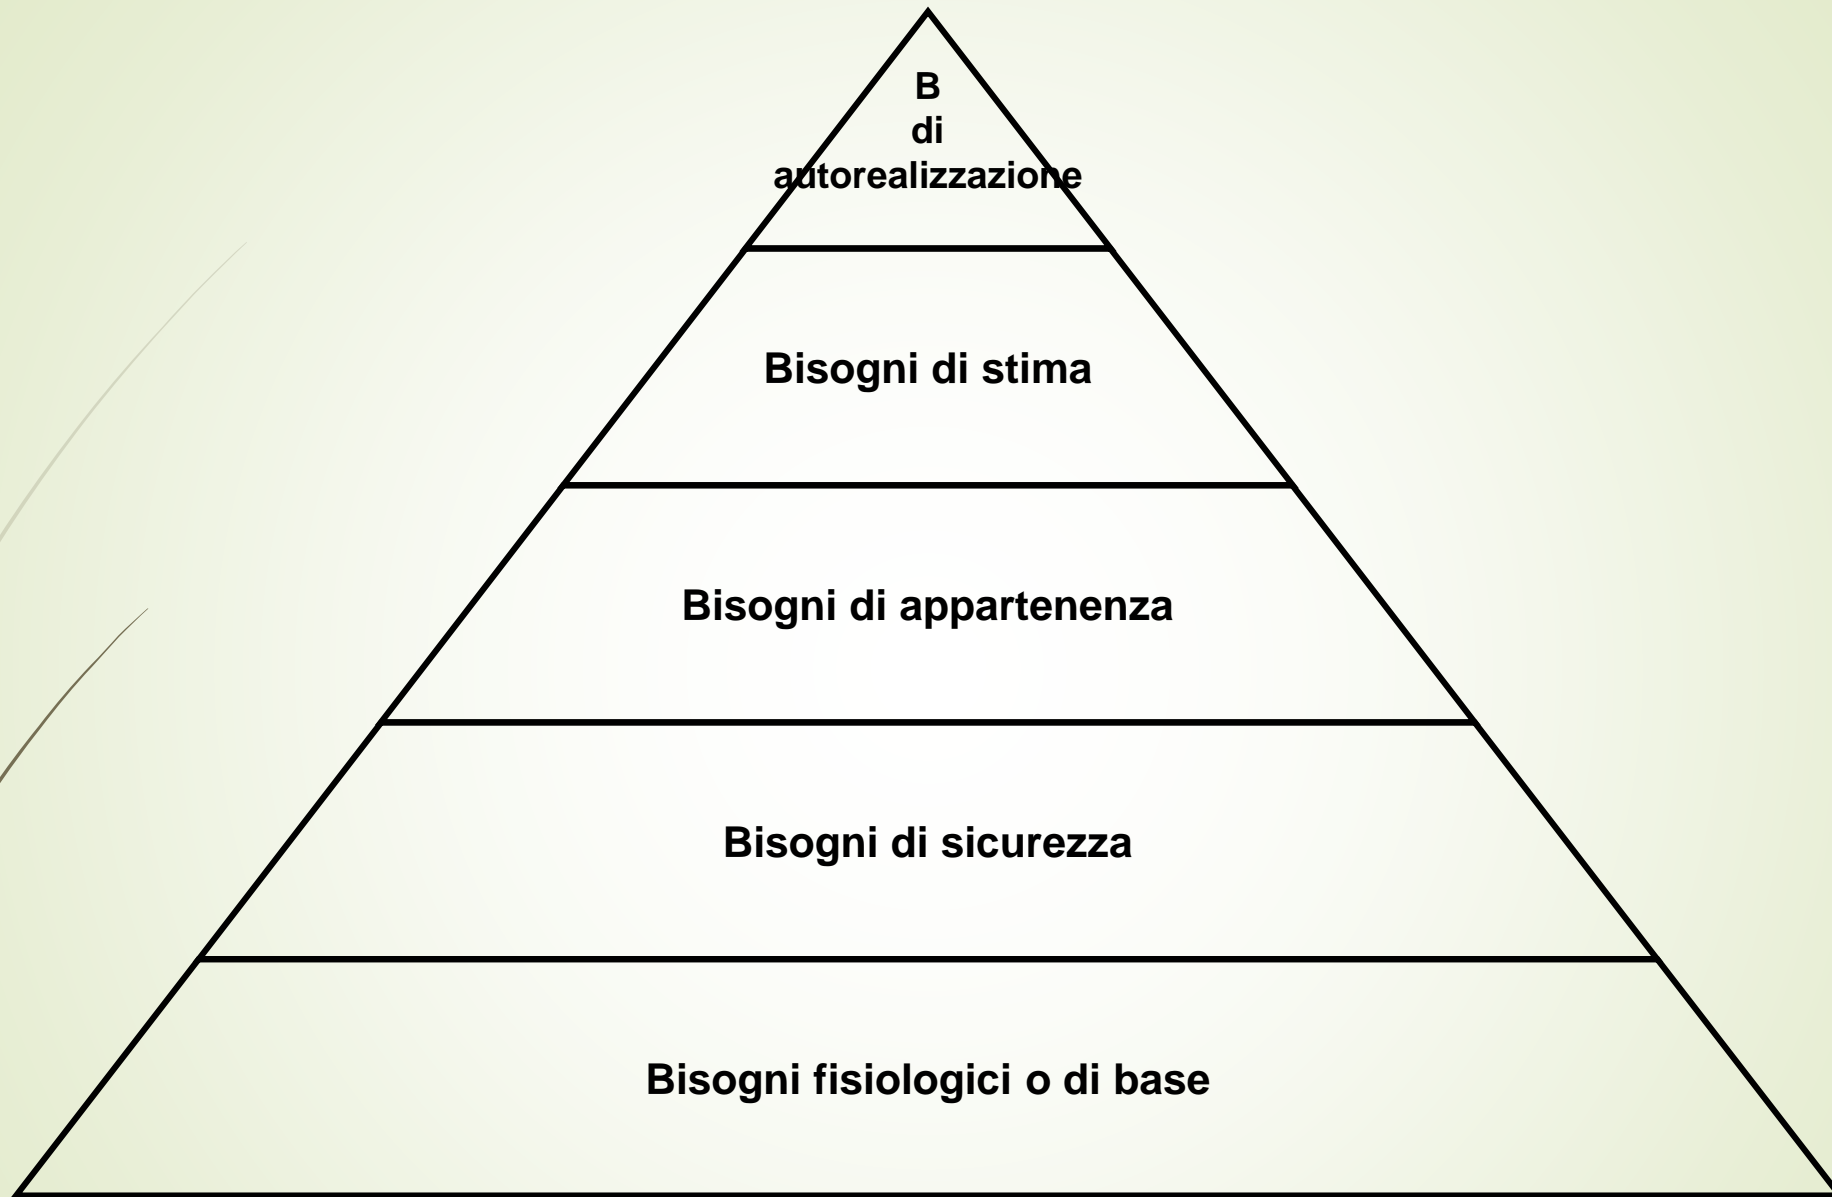 B
di
autorealizzazione
Bisogni di stima
Bisogni di appartenenza
Bisogni di sicurezza
Bisogni fisiologici o di base